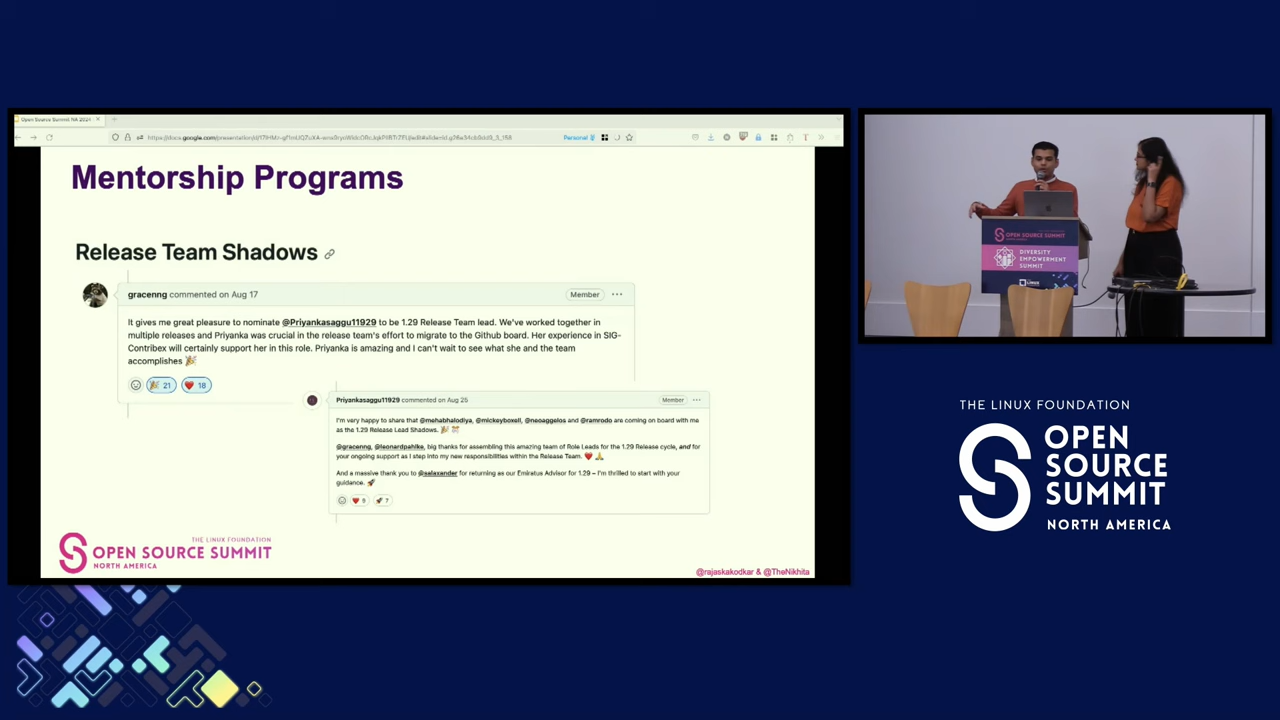 Open Source Summit NA 2024
Personal
Mentorship Programs
Release Team Shadows
gracenng commented on Aug 17
Member
It gives me great pleasure to nominate @Priyankasaggu11929 to be 1.29 Release Team lead. We've worked together in
multiple releases and Priyanka was crucial in the release team's effort to migrate to the Github board. Her experience in SIG-
Contribex will certainly support her in this role. Priyanka is amazing and I can't wait to see what she and the team
accomplishes 🎉
🎉 21 ❤️ 18
Priyankasaggu11929 commented on Aug 25
Member
I'm very happy to share that @mehabhalodiya, @mickeyboxell, @neoaggelos and @ramrodo are coming on board with me
as the 1.29 Release Lead Shadows. 🎉 🎊
@gracenng, @leonardpahlke, big thanks for assembling this amazing team of Role Leads for the 1.29 Release cycle, and for
your ongoing support as I step into my new responsibilities within the Release Team. ❤️ 🙏
And a massive thank you to @salaxander for returning as our Emiratus Advisor for 1.29 – I'm thrilled to start with your
guidance. 🚀
❤️ 9 🚀 7
THE LINUX FOUNDATION
OPEN SOURCE SUMMIT
NORTH AMERICA
@rajaskakodkar & @TheNikhita
OPEN SOURCE SUMMIT
DIVERSITY
EMPOWERMENT
SUMMIT
THE LINUX FOUNDATION
OPEN
SOURCE
SUMMIT
NORTH AMERICA